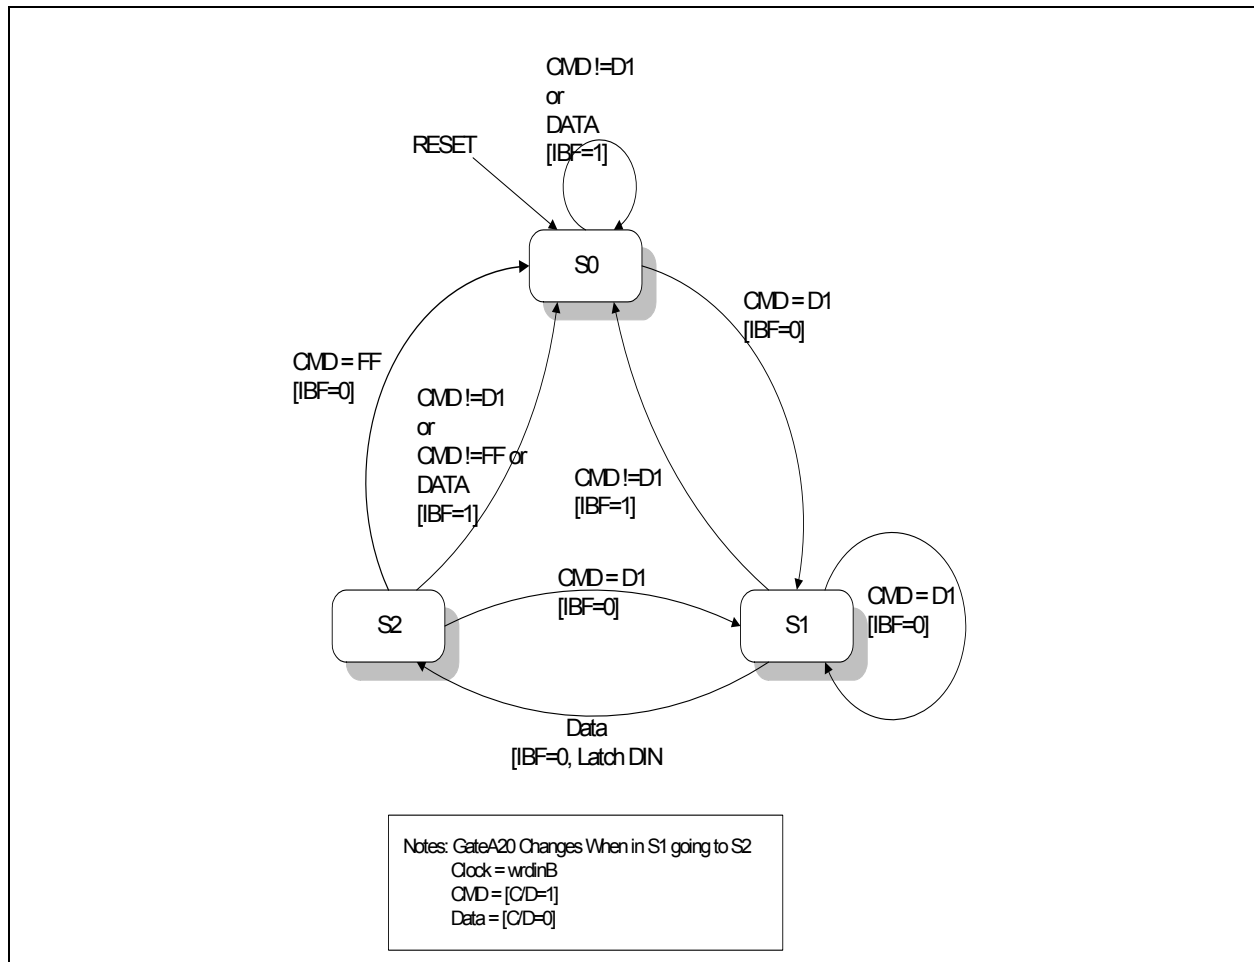 CMD !=D1
or
DATA
[IBF=1]
RESET
S0
CMD = D1
[IBF=0]
CMD = FF
[IBF=0]
CMD !=D1
or
CMD !=FF or
DATA
[IBF=1]
CMD !=D1
[IBF=1]
CMD = D1
[IBF=0]
S2
S1
CMD = D1
[IBF=0]
Data
[IBF=0, Latch DIN
Notes: GateA20 Changes When in S1 going to S2
Clock = wrdinB
CMD = [C/D=1]
Data = [C/D=0]